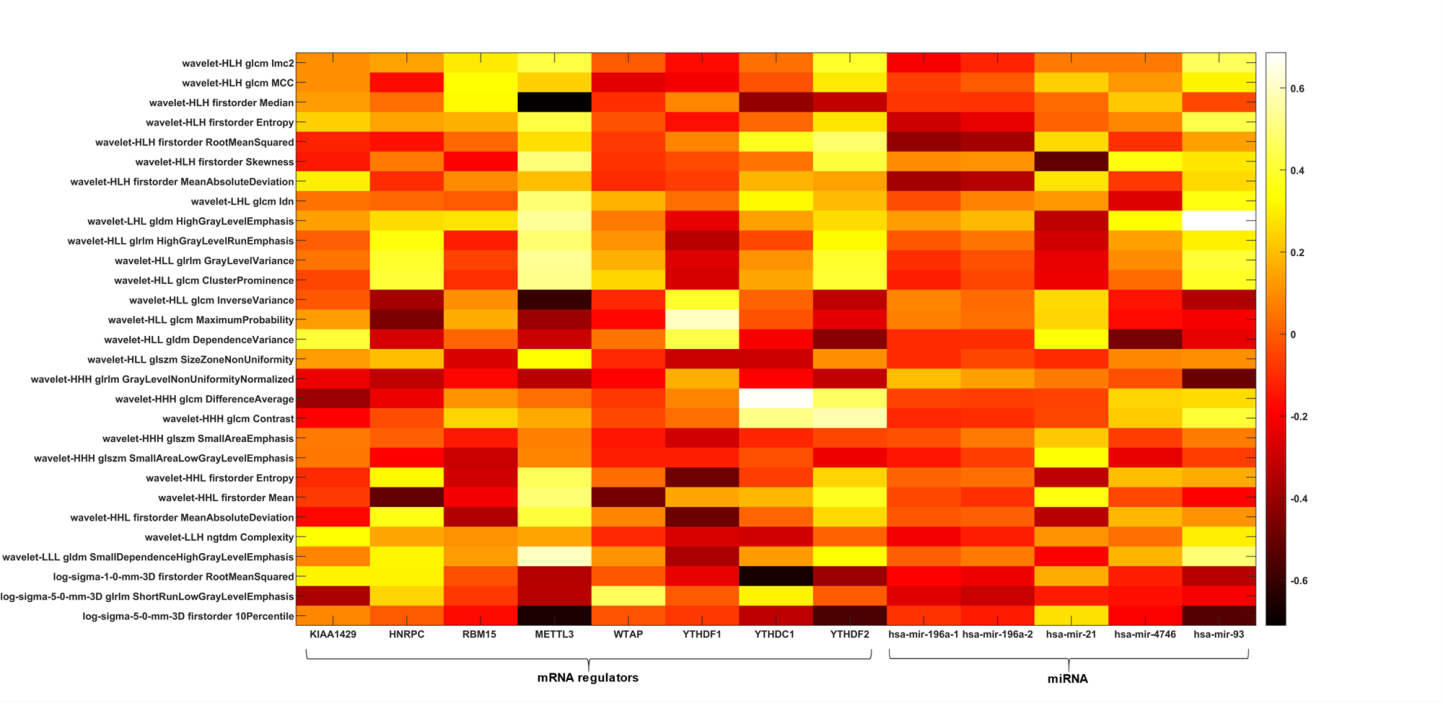 wavelet-HLH glcm Imc2
wavelet-HLH glcm MCC
wavelet-HLH firstorder Median
wavelet-HLH firstorder Entropy
wavelet-HLH firstorder RootMeanSquared
wavelet-HLH firstorder Skewness
wavelet-HLH firstorder MeanAbsoluteDeviation
wavelet-LHL glcm Idn
wavelet-LHL gldm HighGrayLevelEmphasis
wavelet-HLL glrlm HighGrayLevelRunEmphasis
wavelet-HLL glrlm GrayLevelVariance
wavelet-HLL glcm ClusterProminence
wavelet-HLL glcm InverseVariance
wavelet-HLL glcm MaximumProbability
wavelet-HLL gldm DependenceVariance
wavelet-HLL glszm SizeZoneNonUniformity
wavelet-HHH glrlm GrayLevelNonUniformityNormalized
wavelet-HHH glcm DifferenceAverage
wavelet-HHH glcm Contrast
wavelet-HHH glszm SmallAreaEmphasis
wavelet-HHH glszm SmallAreaLowGrayLevelEmphasis
wavelet-HHL firstorder Entropy
wavelet-HHL firstorder Mean
wavelet-HHL firstorder MeanAbsoluteDeviation
wavelet-LLH ngtdm Complexity
wavelet-LLL gldm SmallDependenceHighGrayLevelEmphasis
log-sigma-1-0-mm-3D firstorder RootMeanSquared
log-sigma-5-0-mm-3D glrlm ShortRunLowGrayLevelEmphasis
log-sigma-5-0-mm-3D firstorder 10Percentile
KIAA1429 HNRPC RBM15 METTL3 WTAP YTHDF1 YTHDC1 YTHDF2 hsa-mir-196a-1 hsa-mir-196a-2 hsa-mir-21 hsa-mir-4746 hsa-mir-93
mRNA regulators miRNA
0.6
0.4
0.2
0
-0.2
-0.4
-0.6